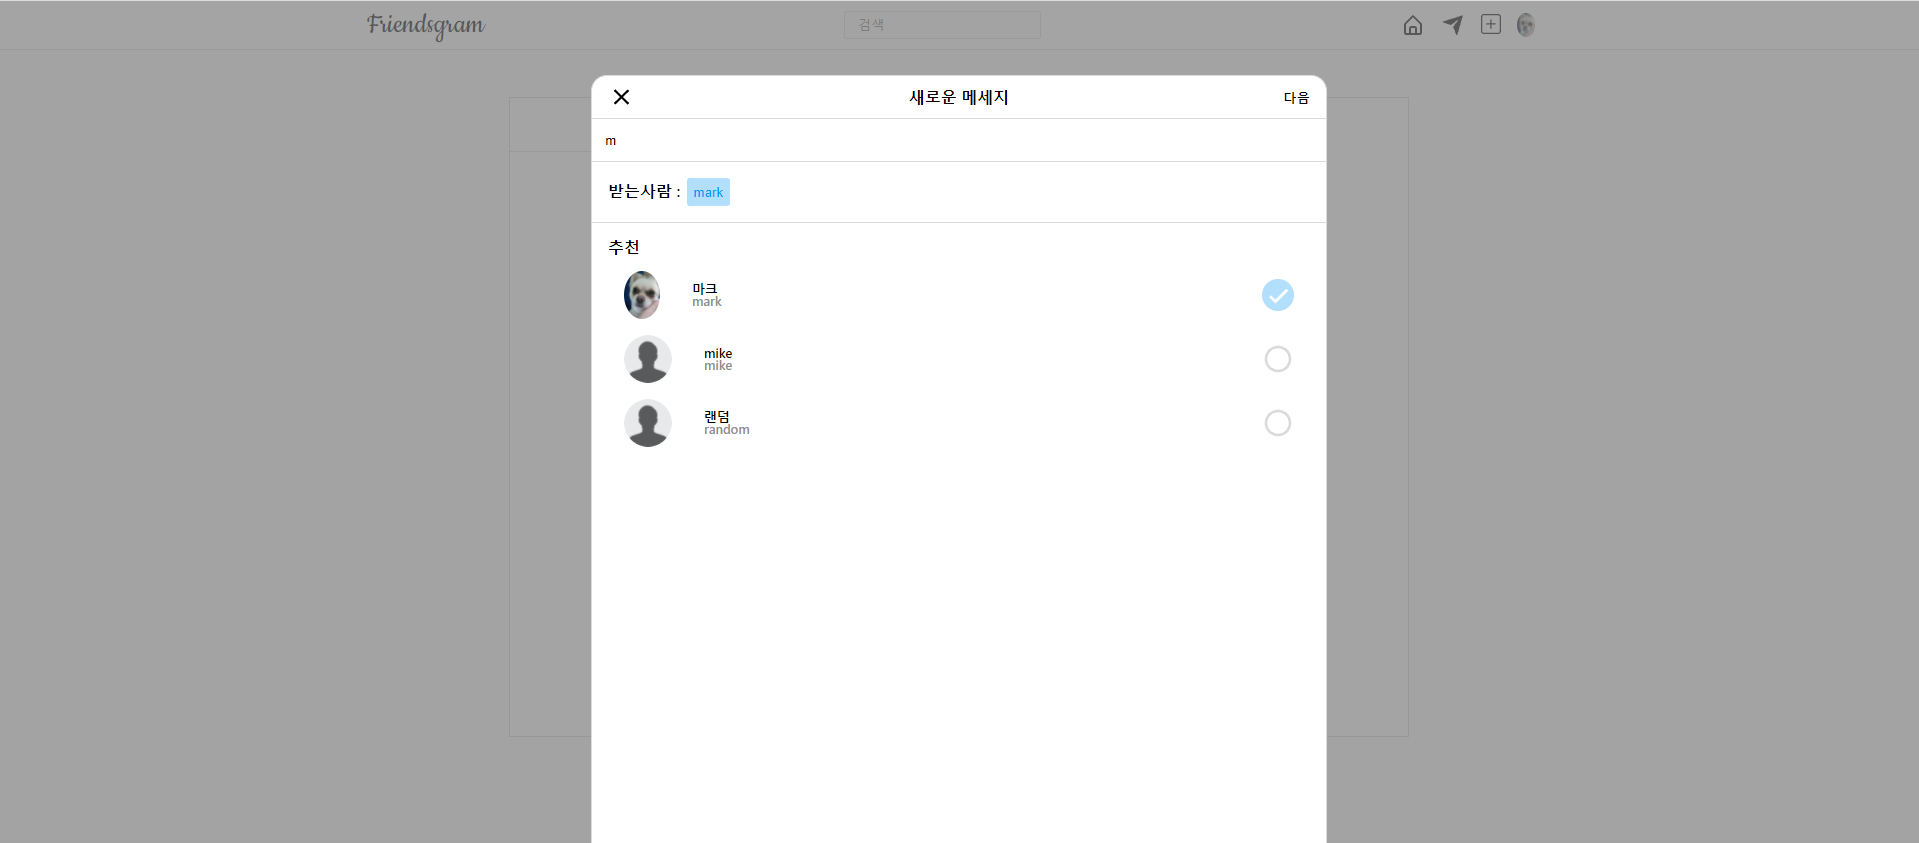 Friendsgram
검색
새로운 메세지
다음
m
받는사람 : mark
추천
마크
mark
mike
mike
랜덤
random